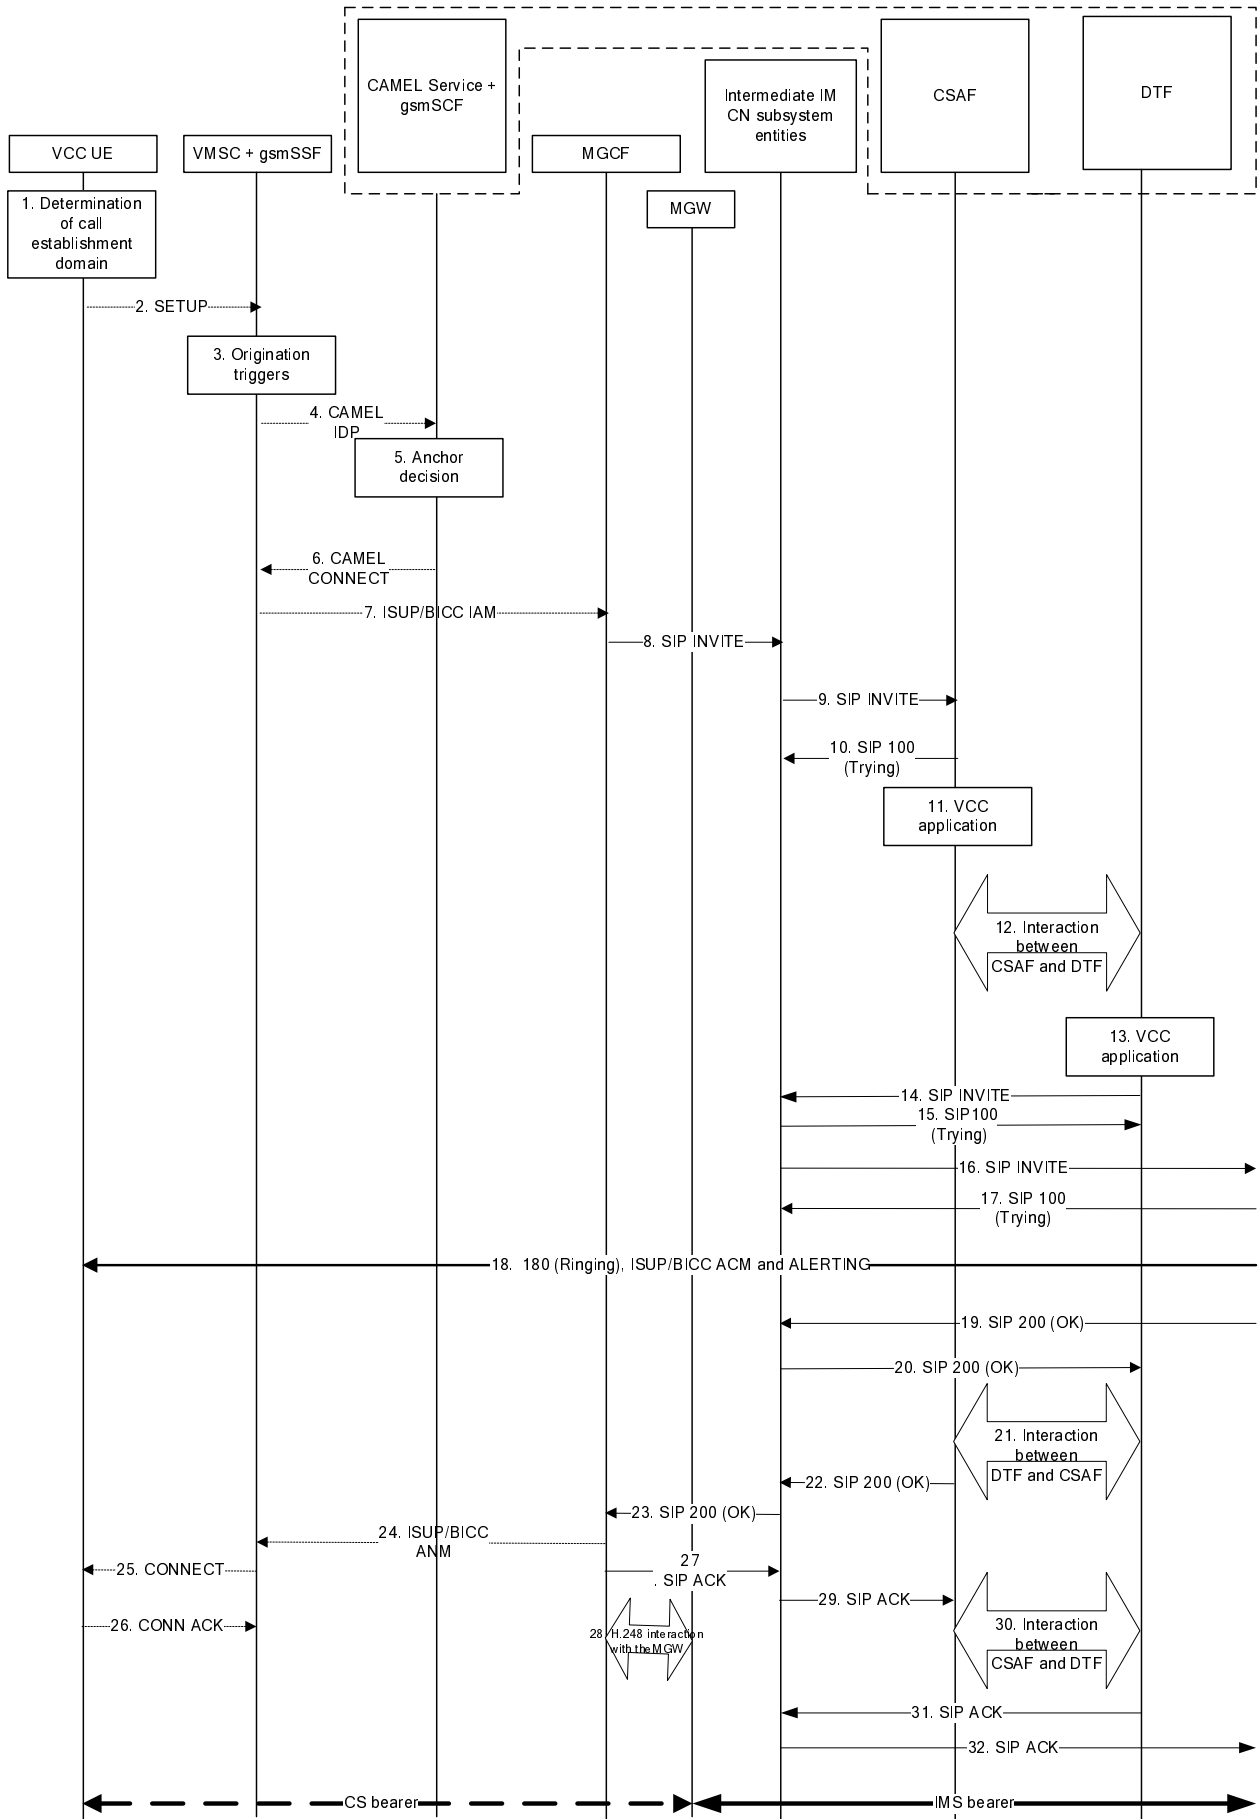 CAMEL Service +
gsmSCF
Intermediate IM
CN subsystem
entities
CSAF
DTF
VCC UE
VMSC + gsmSSF
MGCF
MGW
1. Determination
of call
establishment
domain
2. SETUP
3. Origination
triggers
4. CAMEL
IDP
5. Anchor
decision
6. CAMEL
CONNECT
7. ISUP/BICC IAM
8. SIP INVITE
9. SIP INVITE
10. SIP 100
(Trying)
11. VCC
application
12. Interaction
between
CSAF and DTF
13. VCC
application
14. SIP INVITE
15. SIP100
(Trying)
16. SIP INVITE
17. SIP 100
(Trying)
18. 180 (Ringing), ISUP/BICC ACM and ALERTING
19. SIP 200 (OK)
20. SIP 200 (OK)
21. Interaction
between
DTF and CSAF
22. SIP 200 (OK)
23. SIP 200 (OK)
24. ISUP/BICC
ANM
25. CONNECT
27
. SIP ACK
29. SIP ACK
26. CONN ACK
28 H.248 interaction
with the MGW
30. Interaction
between
CSAF and DTF
31. SIP ACK
32. SIP ACK
CS bearer
IMS bearer